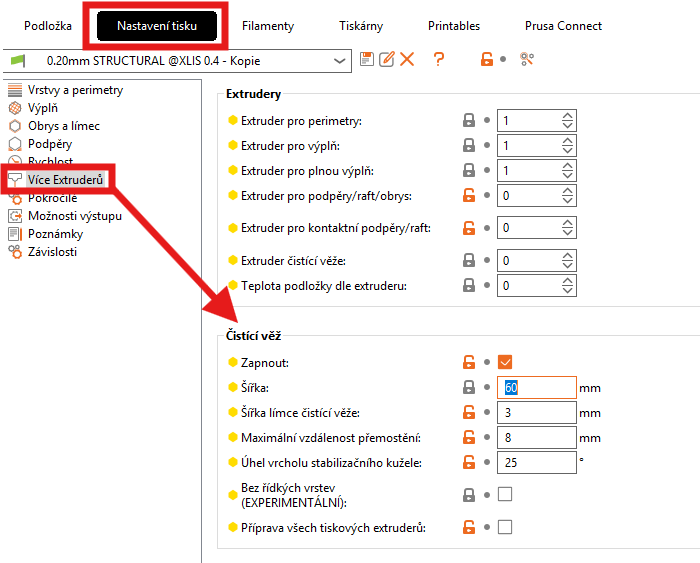 Podložka
Nastavení tisku
Filamenty
Tiskárny
Printables
Prusa Connect
0.20mm STRUCTURAL @XLIS 0.4 - Kopie
?
Vrstvy a perimetry
Výplň
Obrys a límec
Podpěry
Rychlost
Více Extruderů
Pokročilé
Možnosti výstupu
Poznámky
Závislosti
Extrudery
Extruder pro perimetry: 1
Extruder pro výplň: 1
Extruder pro plnou výplň: 1
Extruder pro podpěry/raft/obrys: 0
Extruder pro kontaktní podpěry/raft: 0
Extruder čistící věže: 0
Teplota podložky dle extruderu: 0
Čistící věž
Zapnout:
Šířka: 60 mm
Šířka límce čistící věže: 3 mm
Maximální vzdálenost přemostění: 8 mm
Úhel vrcholu stabilizačního kužele: 25 °
Bez řídkých vrstev
(EXPERIMENTÁLNÍ):
Příprava všech tiskových extruderů: